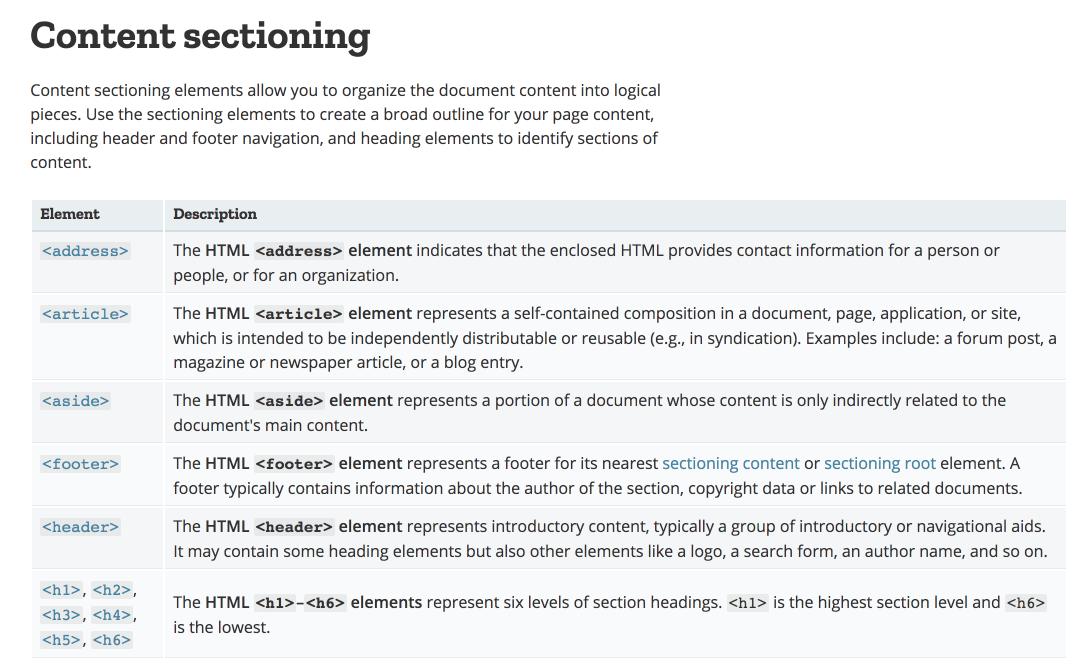 Content sectioning
Content sectioning elements allow you to organize the document content into logical
pieces. Use the sectioning elements to create a broad outline for your page content,
including header and footer navigation, and heading elements to identify sections of
content.
Element Description
<address> The HTML <address> element indicates that the enclosed HTML provides contact information for a person or
people, or for an organization.
<article> The HTML <article> element represents a self-contained composition in a document, page, application, or site,
which is intended to be independently distributable or reusable (e.g., in syndication). Examples include: a forum post, a
magazine or newspaper article, or a blog entry.
<aside> The HTML <aside> element represents a portion of a document whose content is only indirectly related to the
document's main content.
<footer> The HTML <footer> element represents a footer for its nearest sectioning content or sectioning root element. A
footer typically contains information about the author of the section, copyright data or links to related documents.
<header> The HTML <header> element represents introductory content, typically a group of introductory or navigational aids.
It may contain some heading elements but also other elements like a logo, a search form, an author name, and so on.
<h1>, <h2>,
<h3>, <h4>,
<h5>, <h6>
The HTML <h1>–<h6> elements represent six levels of section headings. <h1> is the highest section level and <h6>
is the lowest.